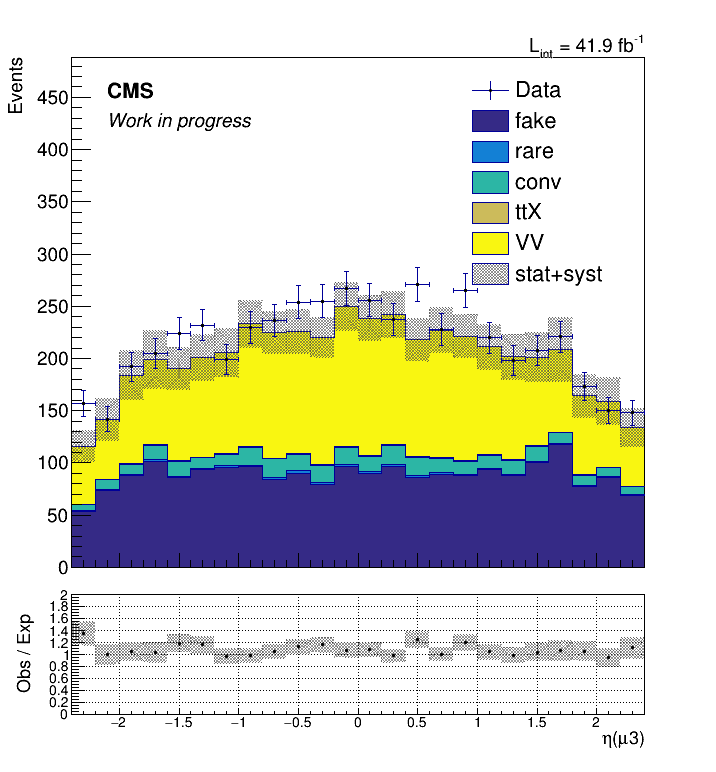 L_int = 41.9 fb^-1
Events
CMS
Work in progress
Data
fake
rare
conv
ttX
VV
stat+syst
450
400
350
300
250
200
150
100
50
0
Obs / Exp
2
1.8
1.6
1.4
1.2
1
0.8
0.6
0.4
0.2
0
−2 −1.5 −1 −0.5 0 0.5 1 1.5 2
η(μ3)